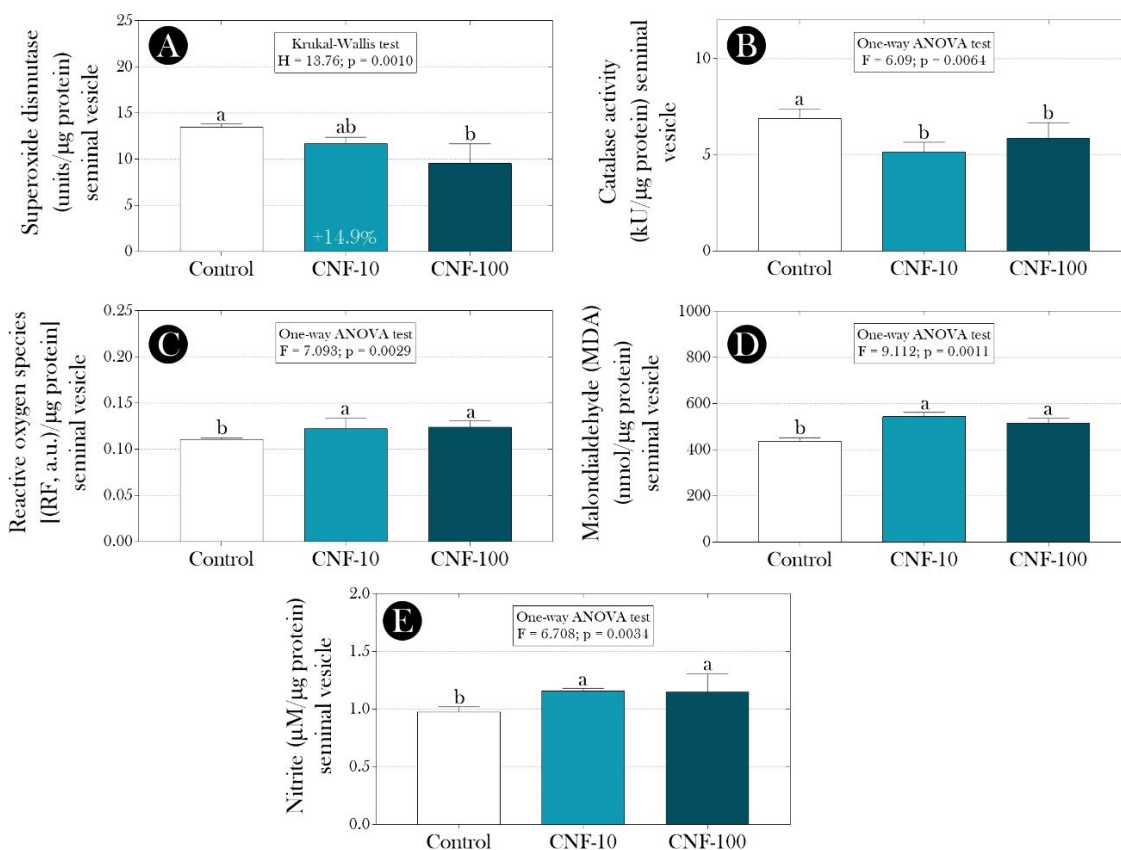 A
Krukal-Wallis test
H = 13.76; p = 0.0010
Superoxide dismutase
(units/µg protein)
seminal vesicle
25
20
15
10
5
0
a
ab
b
+14.9%
Control
CNF-10
CNF-100
B
One-way ANOVA test
F = 6.09; p = 0.0064
Catalase activity
(kU/µg protein) seminal
vesicle
10
5
0
a
b
b
Control
CNF-10
CNF-100
C
One-way ANOVA test
F = 7.093; p = 0.0029
Reactive oxygen species
[(RF, a.u.)/µg protein]
seminal vesicle
0.25
0.20
0.15
0.10
0.05
0.00
b
a
a
Control
CNF-10
CNF-100
D
One-way ANOVA test
F = 9.112; p = 0.0011
Malondialdehyde (MDA)
(nmol/µg protein)
seminal vesicle
1000
800
600
400
200
0
b
a
a
Control
CNF-10
CNF-100
E
One-way ANOVA test
F = 6.708; p = 0.0034
Nitrite (µM/µg protein)
seminal vesicle
2.0
1.5
1.0
0.5
0.0
b
a
a
Control
CNF-10
CNF-100